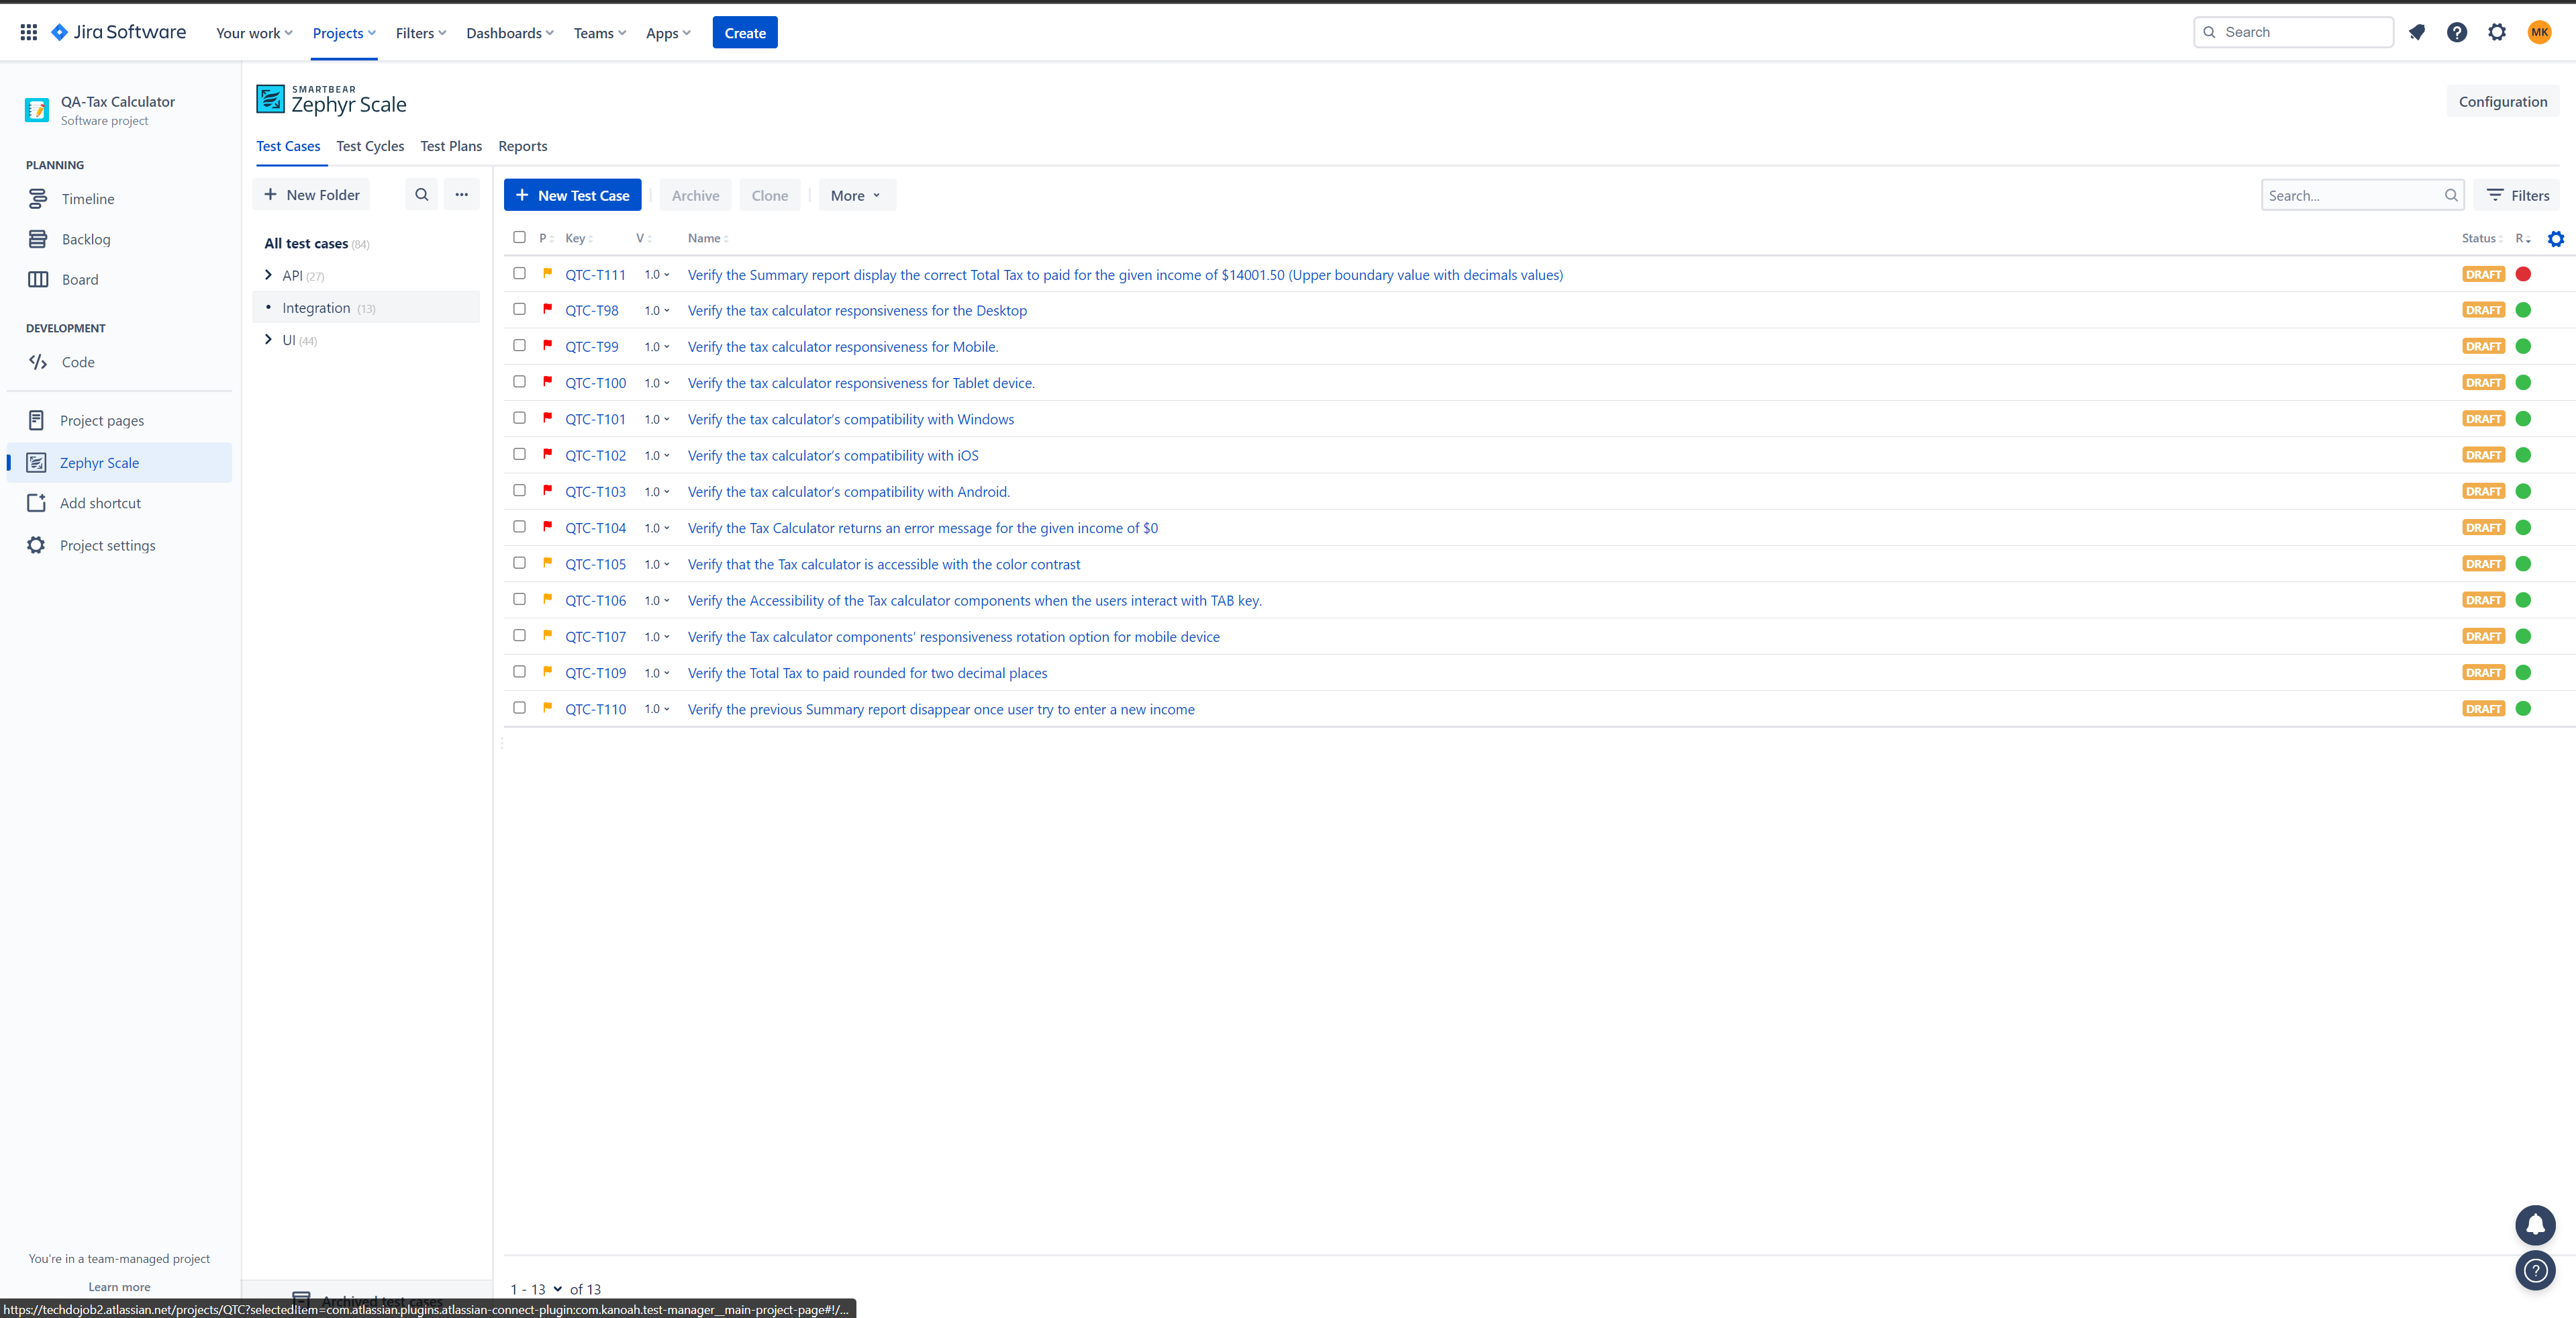 Jira Software Your work Projects Filters Dashboards Teams Apps Create Search MK
QA-Tax Calculator
Software project
PLANNING
Timeline
Backlog
Board
DEVELOPMENT
Code
Project pages
Zephyr Scale
Add shortcut
Project settings
You're in a team-managed project
Learn more
SMARTBEAR
Zephyr Scale
Configuration
Test Cases Test Cycles Test Plans Reports
+ New Folder ...
All test cases (84)
API (27)
• Integration (13)
UI (44)
Archived test cases
+ New Test Case Archive Clone More Search... Filters
P Key V Name Status R
QTC-T111 1.0 Verify the Summary report display the correct Total Tax to paid for the given income of $14001.50 (Upper boundary value with decimals values) DRAFT
QTC-T98 1.0 Verify the tax calculator responsiveness for the Desktop DRAFT
QTC-T99 1.0 Verify the tax calculator responsiveness for Mobile. DRAFT
QTC-T100 1.0 Verify the tax calculator responsiveness for Tablet device. DRAFT
QTC-T101 1.0 Verify the tax calculator's compatibility with Windows DRAFT
QTC-T102 1.0 Verify the tax calculator's compatibility with iOS DRAFT
QTC-T103 1.0 Verify the tax calculator's compatibility with Android. DRAFT
QTC-T104 1.0 Verify the Tax Calculator returns an error message for the given income of $0 DRAFT
QTC-T105 1.0 Verify that the Tax calculator is accessible with the color contrast DRAFT
QTC-T106 1.0 Verify the Accessibility of the Tax calculator components when the users interact with TAB key. DRAFT
QTC-T107 1.0 Verify the Tax calculator components' responsiveness rotation option for mobile device DRAFT
QTC-T109 1.0 Verify the Total Tax to paid rounded for two decimal places DRAFT
QTC-T110 1.0 Verify the previous Summary report disappear once user try to enter a new income DRAFT
1 - 13 of 13
https://techdojob2.atlassian.net/projects/QTC?selectedItem=com.atlassian.plugins.atlassian-connect-plugin:com.kanoah.test-manager__main-project-page#!/...